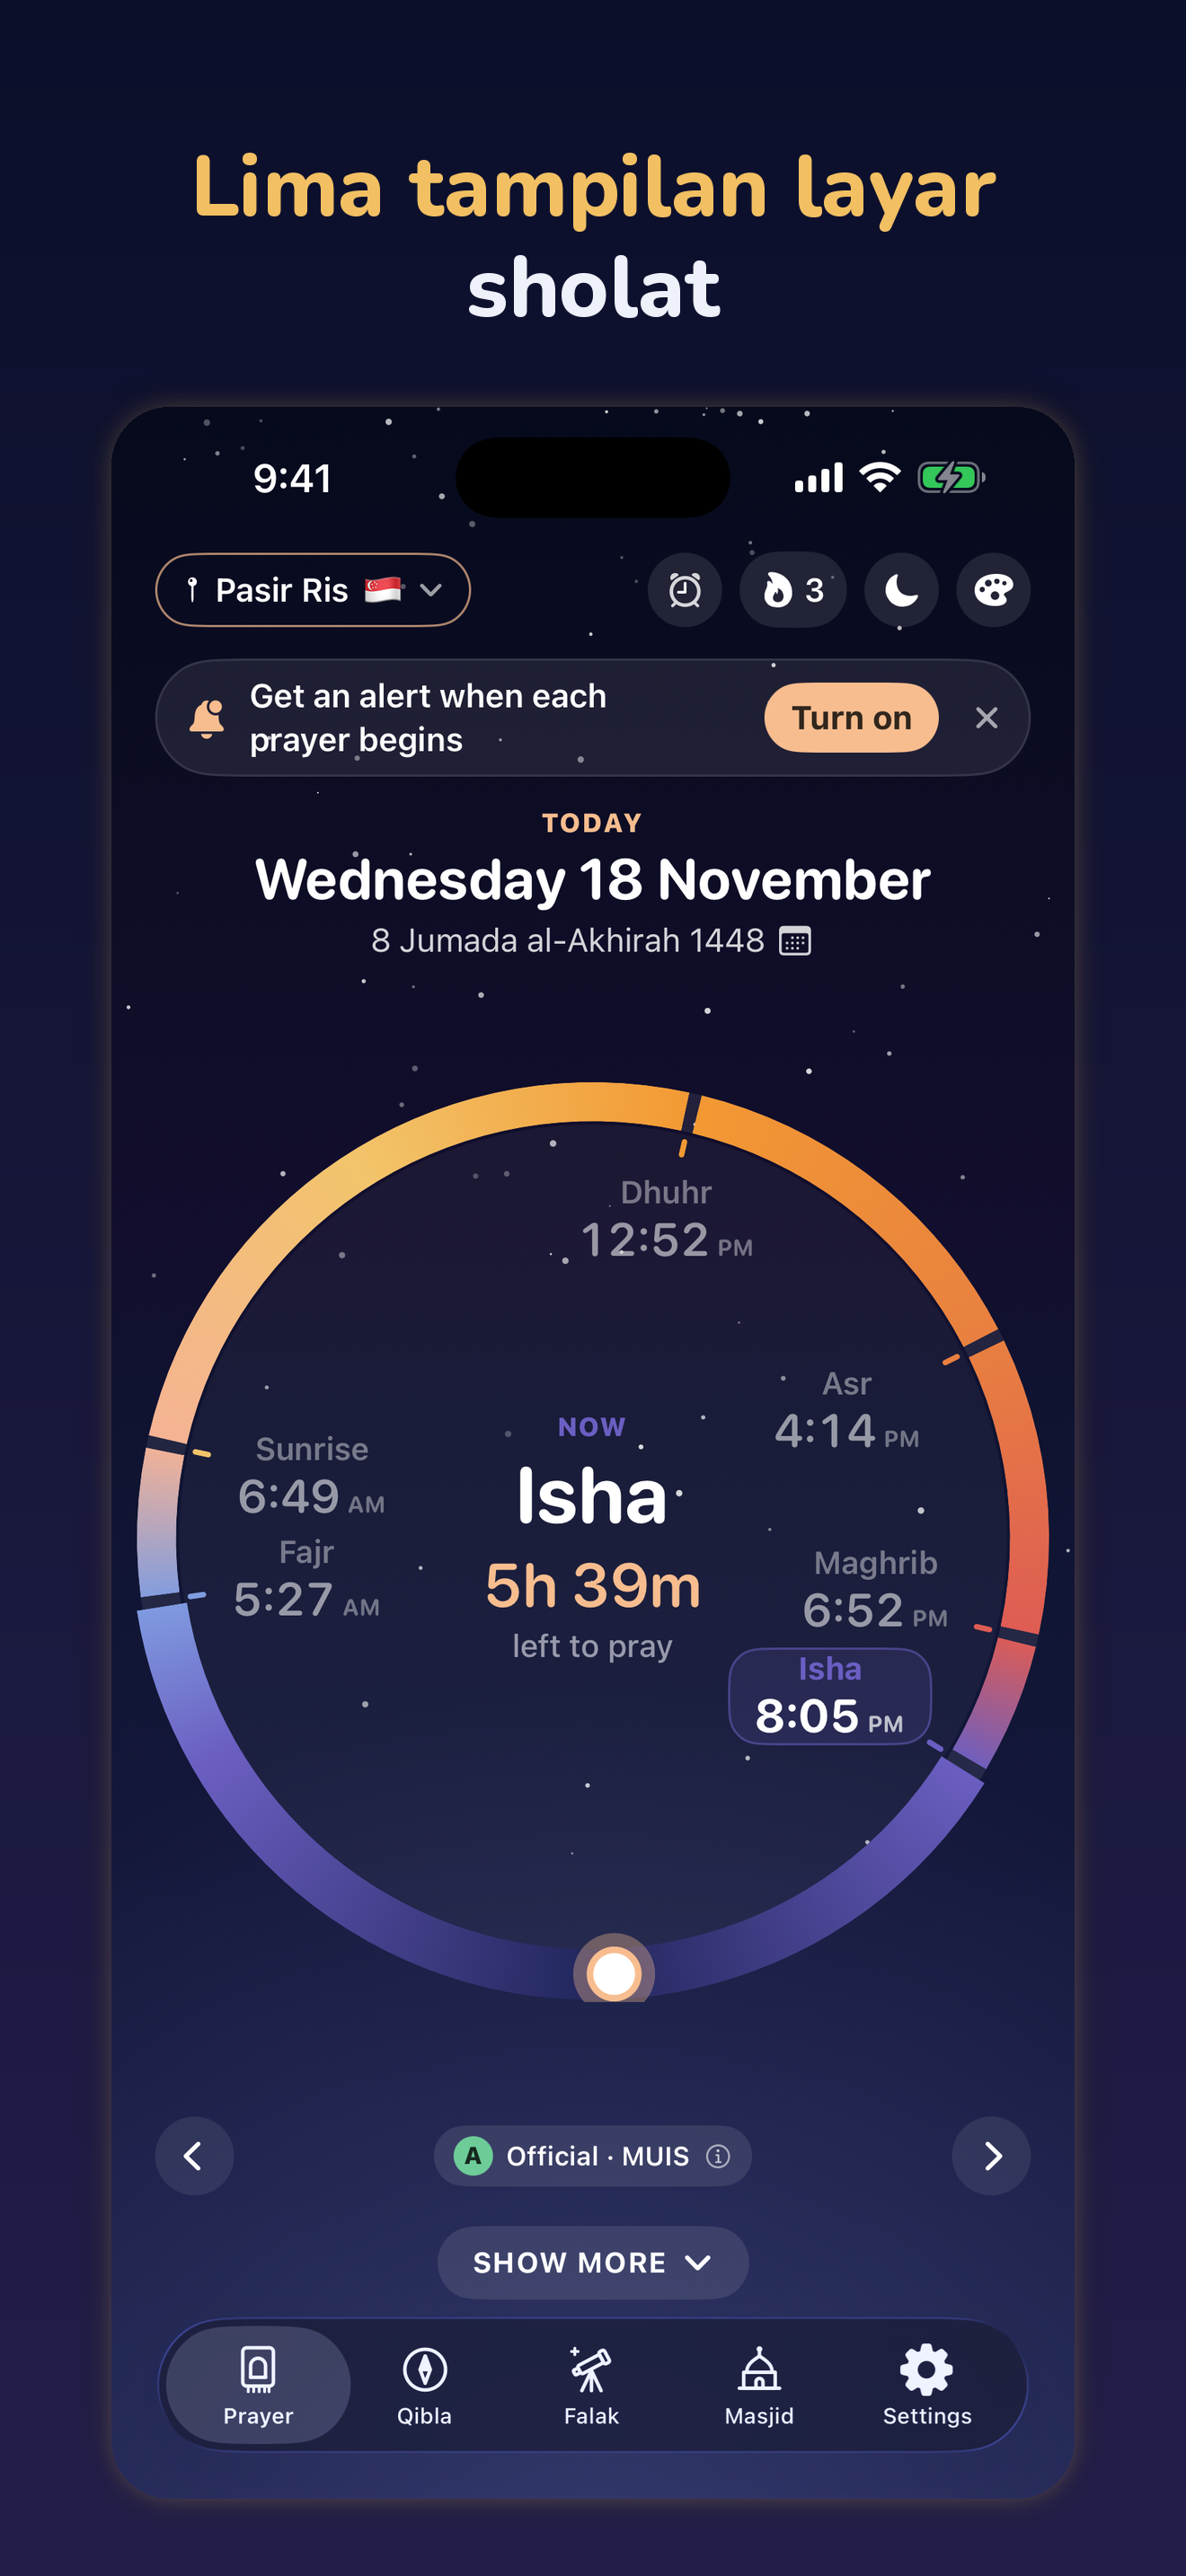 Lima tampilan layar
sholat
9:41
Pasir Ris
3
Get an alert when each
prayer begins
Turn on
TODAY
Wednesday 18 November
8 Jumada al-Akhirah 1448
Dhuhr
12:52 PM
Asr
4:14 PM
Sunrise
6:49 AM
Fajr
5:27 AM
NOW
Isha
5h 39m
left to pray
Maghrib
6:52 PM
Isha
8:05 PM
A Official · MUIS
SHOW MORE
Prayer
Qibla
Falak
Masjid
Settings